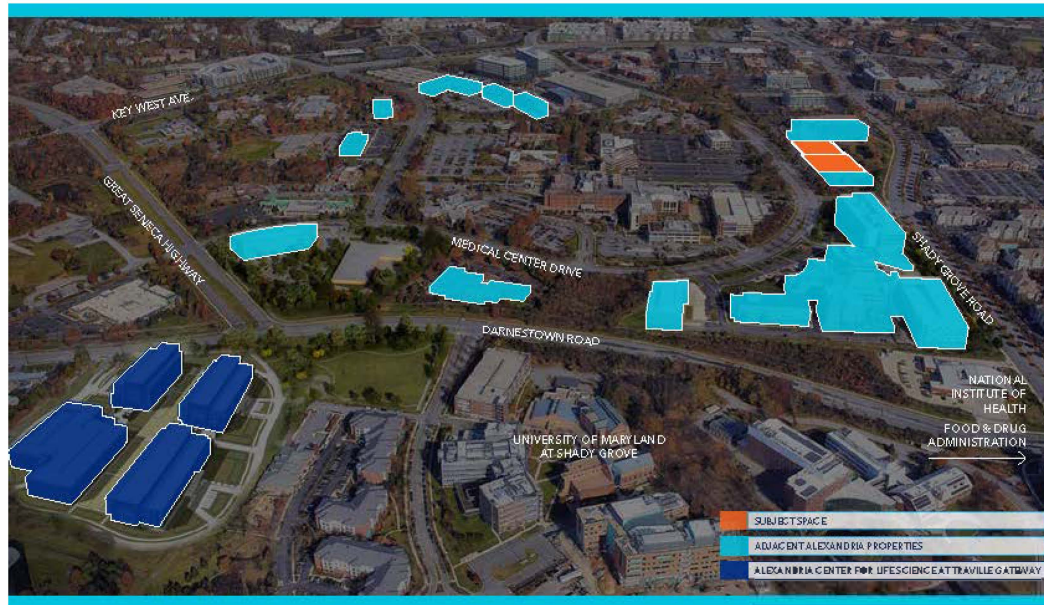 KEY WEST AVE.
GREAT SENECA HIGHWAY
MEDICAL CENTER DRIVE
SHADY GROVE ROAD
DARNESTOWN ROAD
NATIONAL
INSTITUTE OF
HEALTH
FOOD & DRUG
ADMINISTRATION
UNIVERSITY OF MARYLAND
AT SHADY GROVE
SUBJECT SPACE
ADJACENT ALEXANDRIA PROPERTIES
ALEXANDRIA CENTER FOR LIFE SCIENCE AT TRAVILLE GATEWAY